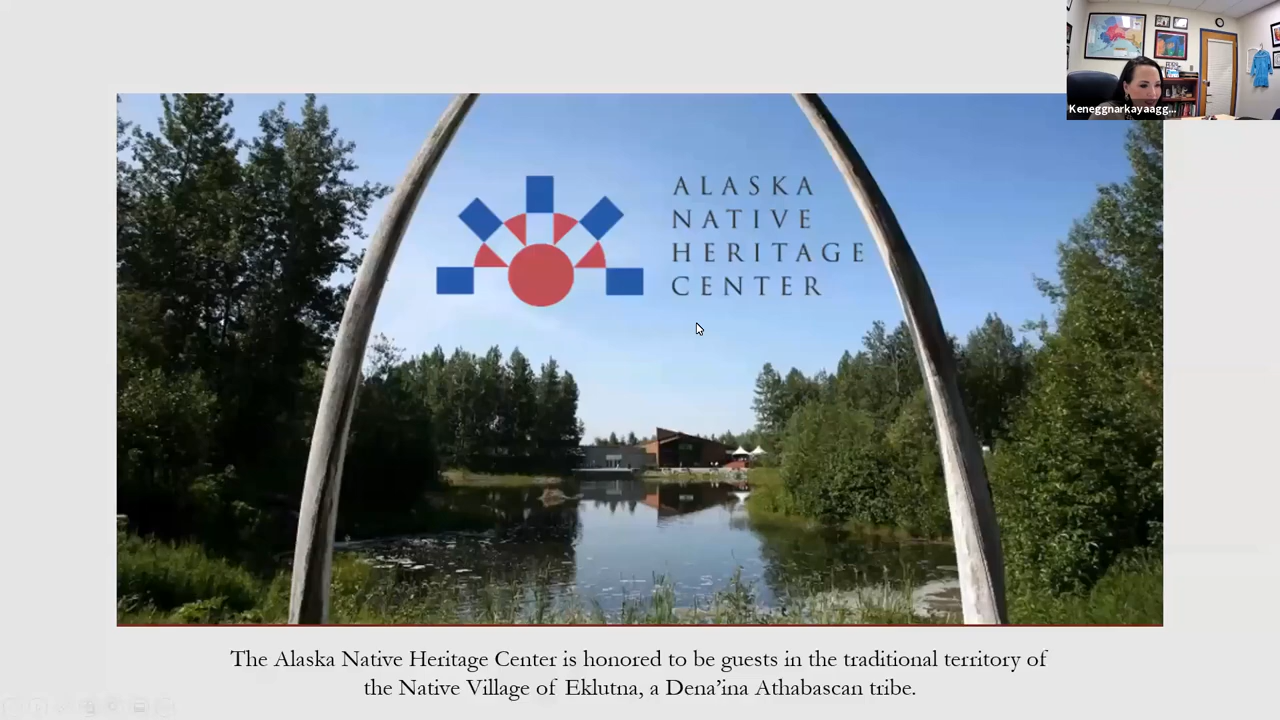 Keneggnarkayaagg...
ALASKA
NATIVE
HERITAGE
CENTER
The Alaska Native Heritage Center is honored to be guests in the traditional territory of
the Native Village of Eklutna, a Dena’ina Athabascan tribe.